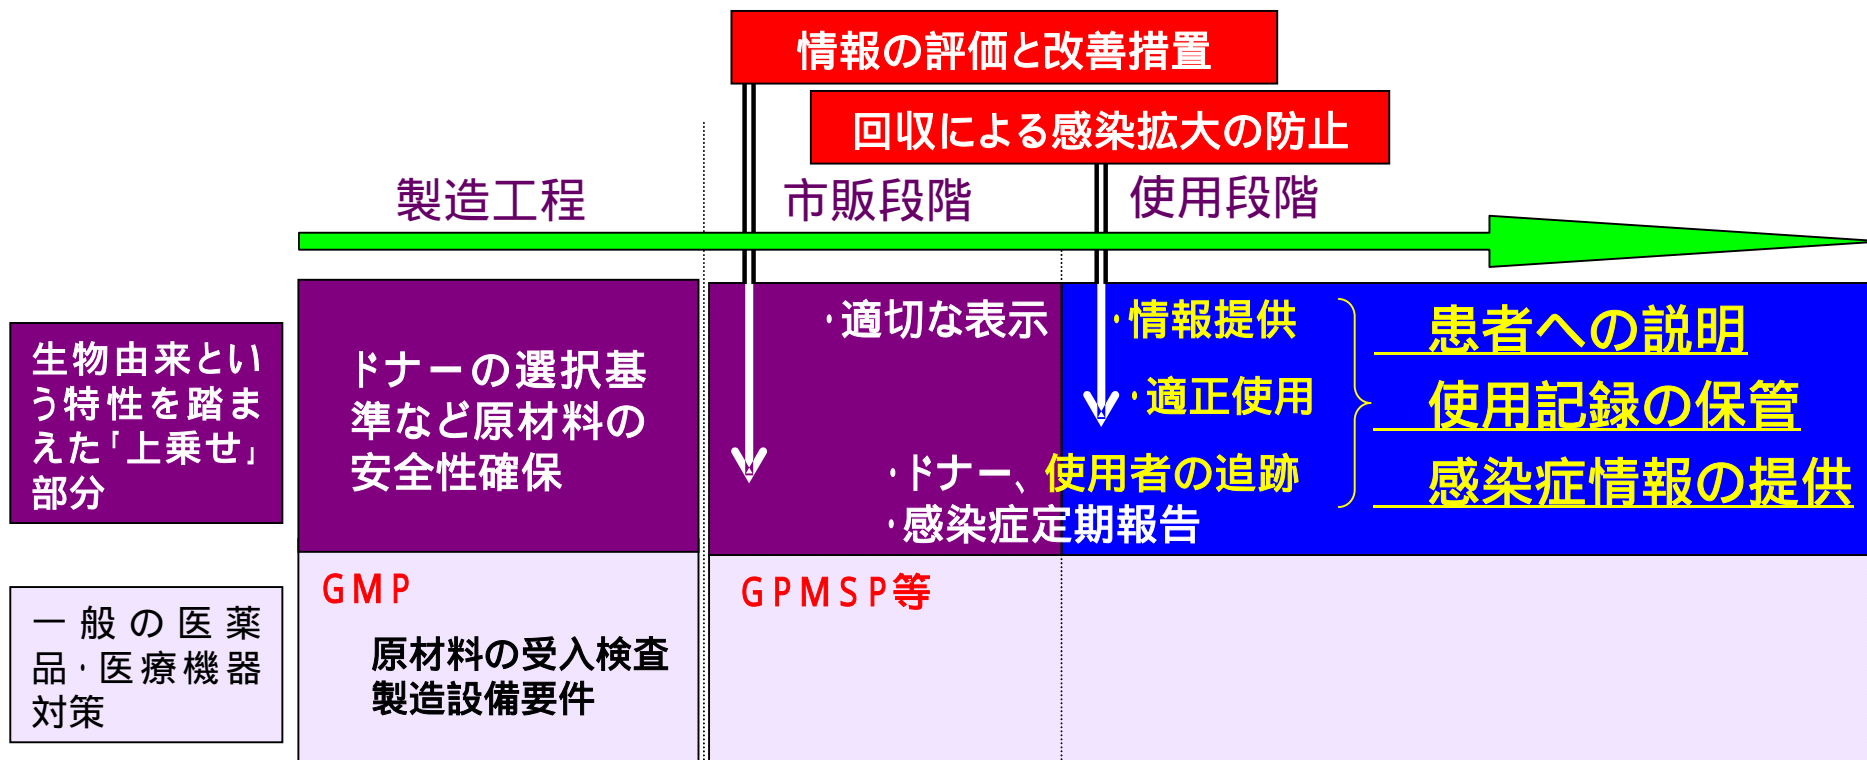 情報の評価と改善措置
回収による感染拡大の防止
製造工程
市販段階
使用段階
生物由来とい
う特性を踏ま
えた「上乗せ」
部分
ドナーの選択基
準など原材料の
安全性確保
・適切な表示
・情報提供
・適正使用
・ドナー、使用者の追跡
・感染症定期報告
患者への説明
使用記録の保管
感染症情報の提供
一般の医薬
品・医療機器
対策
GMP
原材料の受入検査
製造設備要件
GPMSP等